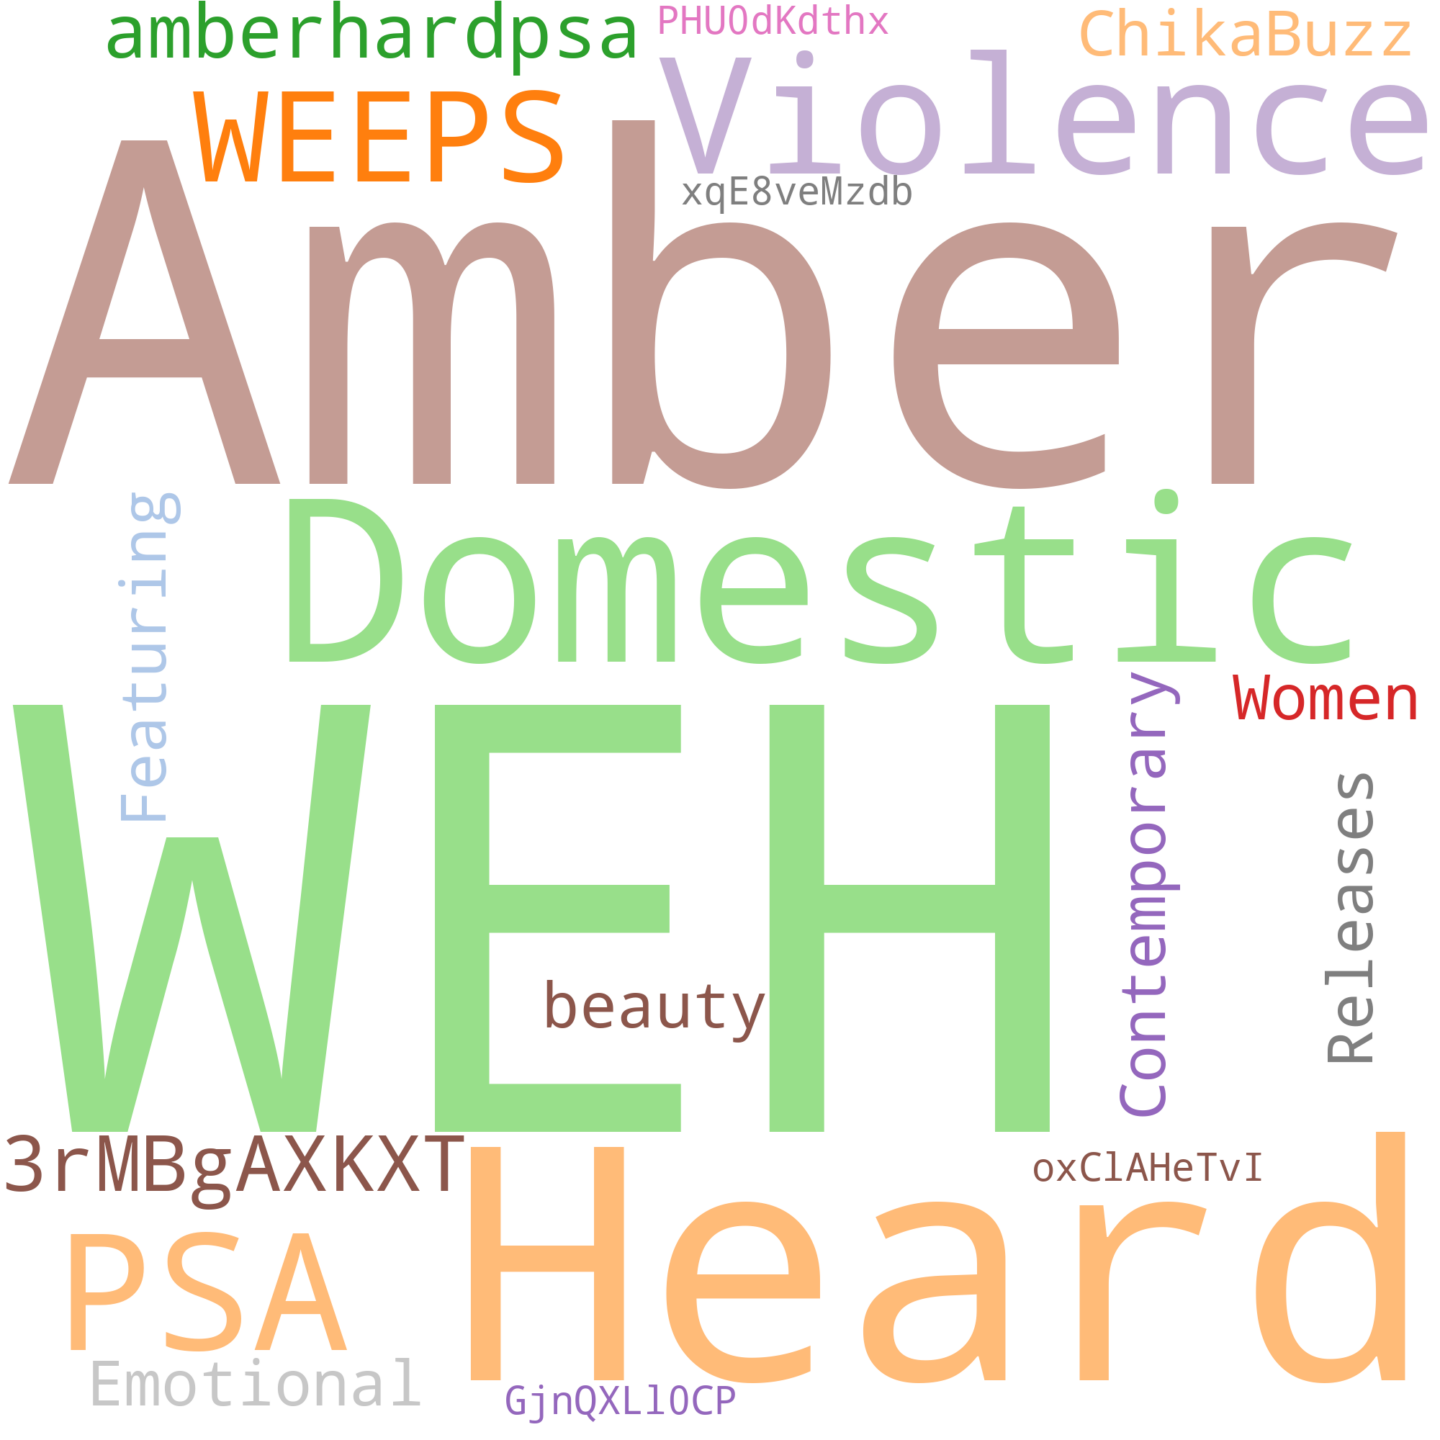 amberhardpsa
PHUOdKdthx
ChikaBuzz
WEEPS
Violence
xqE8veMzdb
Amber
Featuring
Domestic
Women
WEH
Contemporary
Releases
beauty
3rMBgAXKXT
Heard
oxClAHeTvI
PSA
Emotional
GjnQXLl0CP